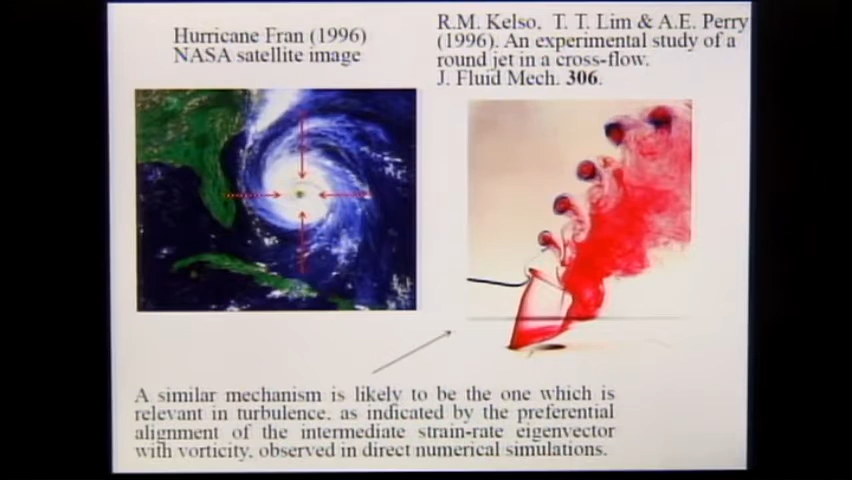 Hurricane Fran (1996)
NASA satellite image
R.M. Kelso, T. T. Lim & A.E. Perry
(1996). An experimental study of a
round jet in a cross-flow.
J. Fluid Mech. 306.
A similar mechanism is likely to be the one which is
relevant in turbulence, as indicated by the preferential
alignment of the intermediate strain-rate eigenvector
with vorticity, observed in direct numerical simulations.